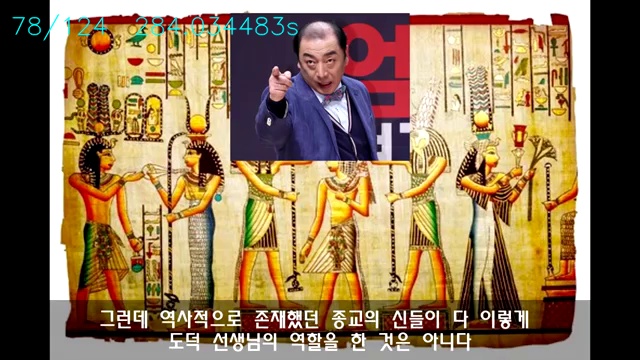 78/124 284.034483s
엄
그런데 역사적으로 존재했던 종교의 신들이 다 이렇게
도덕 선생님의 역할을 한 것은 아니다